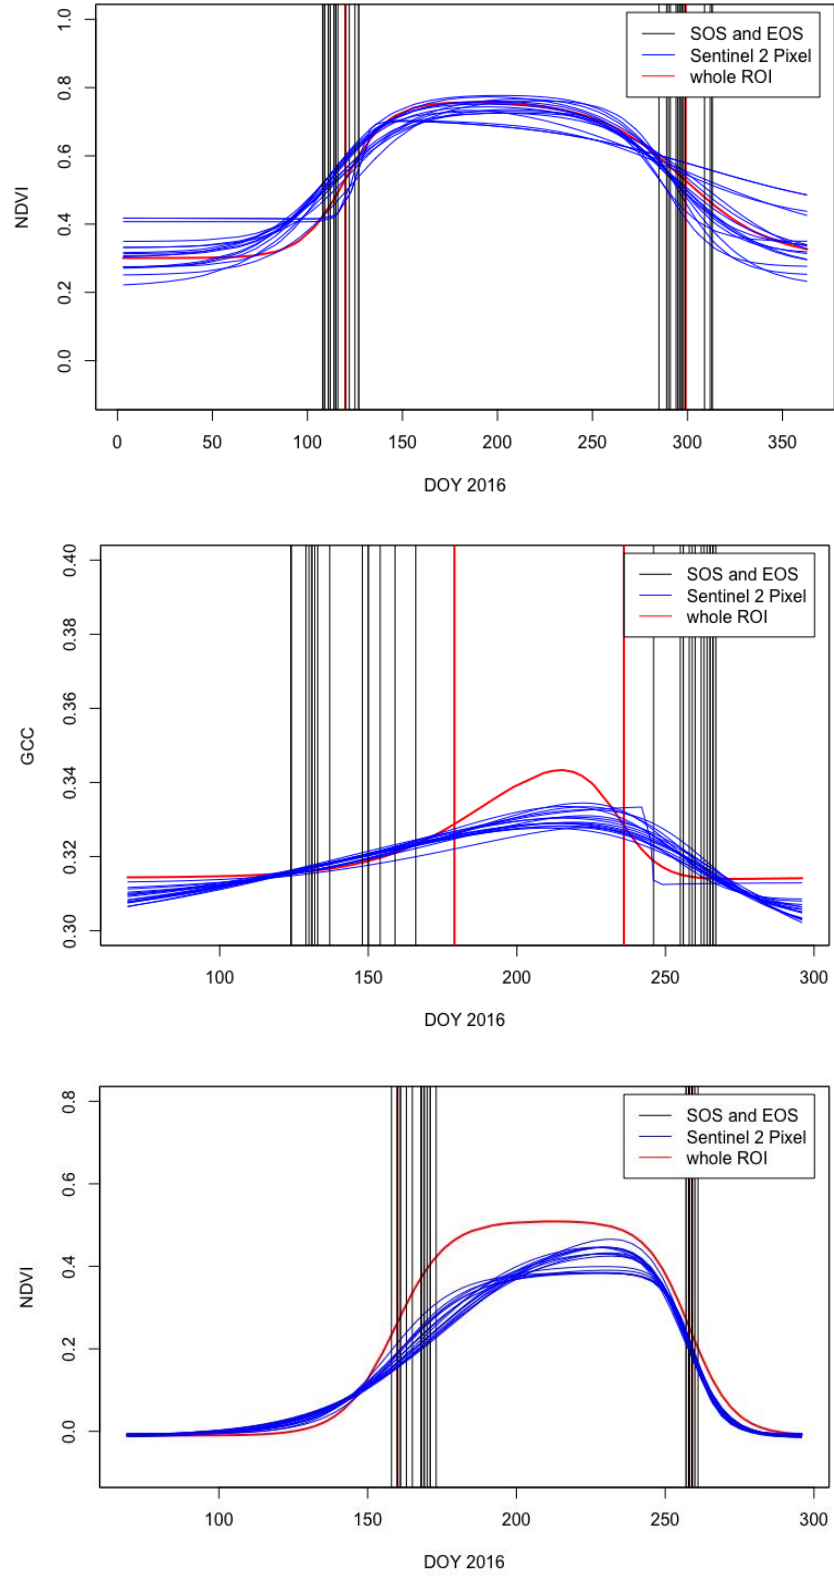 1.0
0.8
0.6
0.4
0.2
0.0
NDVI
SOS and EOS
Sentinel 2 Pixel
whole ROI
0 50 100 150 200 250 300 350
DOY 2016
0.40
0.38
0.36
0.34
0.32
0.30
GCC
SOS and EOS
Sentinel 2 Pixel
whole ROI
100 150 200 250 300
DOY 2016
0.8
0.6
0.4
0.2
0.0
NDVI
SOS and EOS
Sentinel 2 Pixel
whole ROI
100 150 200 250 300
DOY 2016